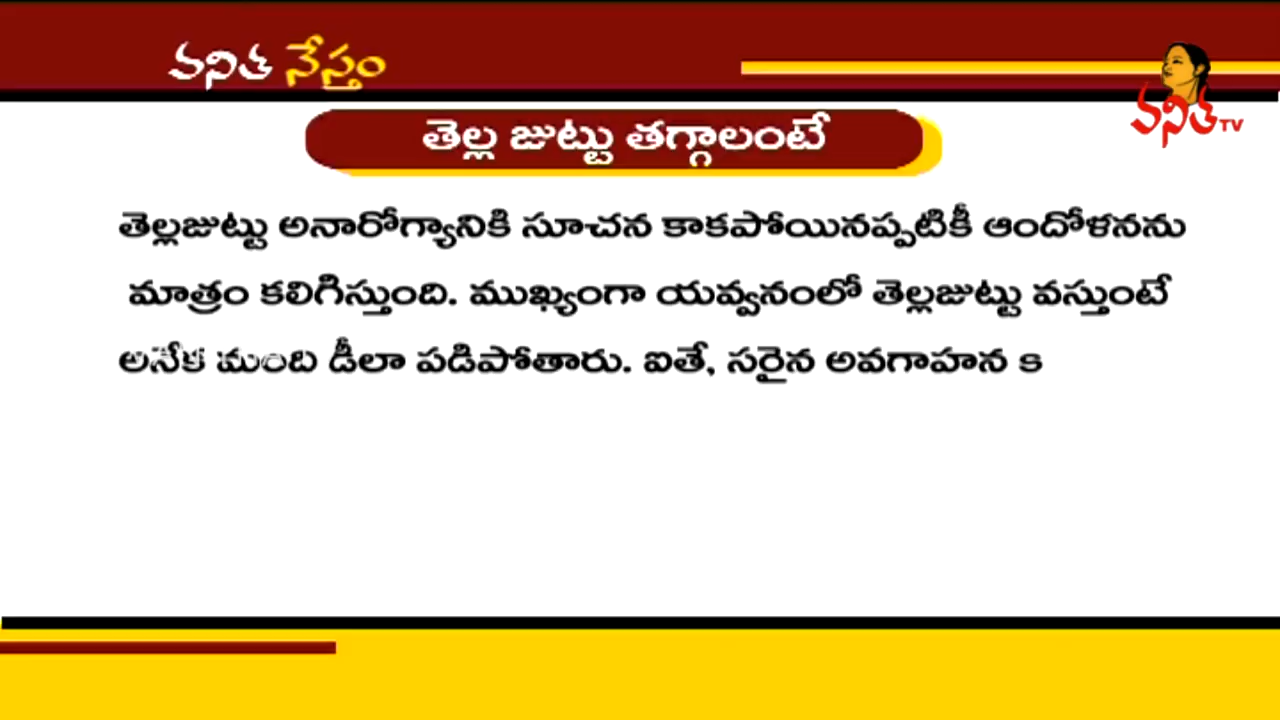 వనిత నేస్తం
వనిత TV
తెల్ల జుట్టు తగ్గాలంటే
తెల్లజుట్టు అనారోగ్యానికి సూచన కాకపోయినప్పటికీ ఆందోళనను
మాత్రం కలిగిస్తుంది. ముఖ్యంగా యవ్వనంలో తెల్లజుట్టు వస్తుంటే
అనేక మంది డీలా పడిపోతారు. ఐతే, సరైన అవగాహన క